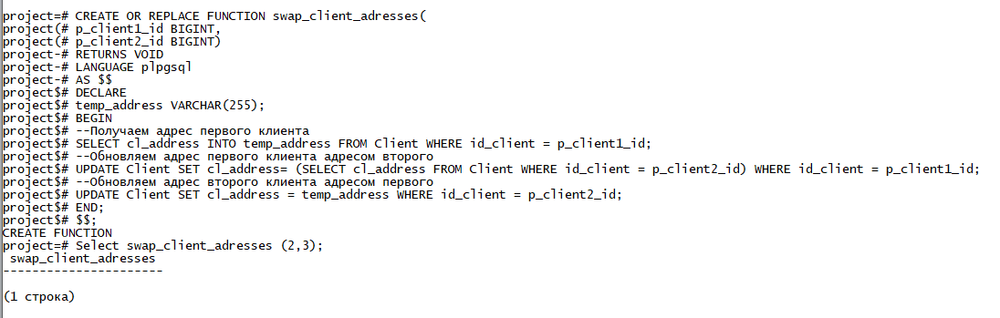 project=# CREATE OR REPLACE FUNCTION swap_client_adresses(
project(# p_client1_id BIGINT,
project(# p_client2_id BIGINT)
project-# RETURNS VOID
project-# LANGUAGE plpgsql
project-# AS $$
project$# DECLARE
project$# temp_address VARCHAR(255);
project$# BEGIN
project$# --Получаем адрес первого клиента
project$# SELECT cl_address INTO temp_address FROM Client WHERE id_client = p_client1_id;
project$# --Обновляем адрес первого клиента адресом второго
project$# UPDATE Client SET cl_address= (SELECT cl_address FROM Client WHERE id_client = p_client2_id) WHERE id_client = p_client1_id;
project$# --Обновляем адрес второго клиента адресом первого
project$# UPDATE Client SET cl_address = temp_address WHERE id_client = p_client2_id;
project$# END;
project$# $$;
CREATE FUNCTION
project=# Select swap_client_adresses (2,3);
 swap_client_adresses
----------------------
(1 строка)